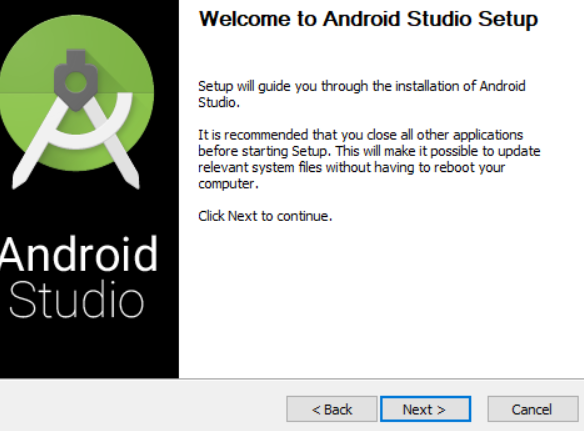 Welcome to Android Studio Setup
Setup will guide you through the installation of Android
Studio.
It is recommended that you close all other applications
before starting Setup. This will make it possible to update
relevant system files without having to reboot your
computer.
Click Next to continue.
Android
Studio
< Back
Next >
Cancel